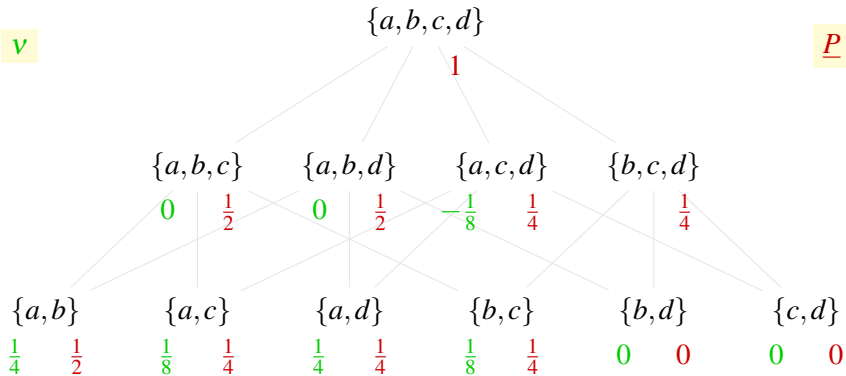 {a,b,c,d}
ν P
1
{a,b,c} {a,b,d} {a,c,d} {b,c,d}
0 1/2 0 1/2 −1/8 1/4 1/4
{a,b} {a,c} {a,d} {b,c} {b,d} {c,d}
1/4 1/2 1/8 1/4 1/4 1/4 1/8 1/4 0 0 0 0